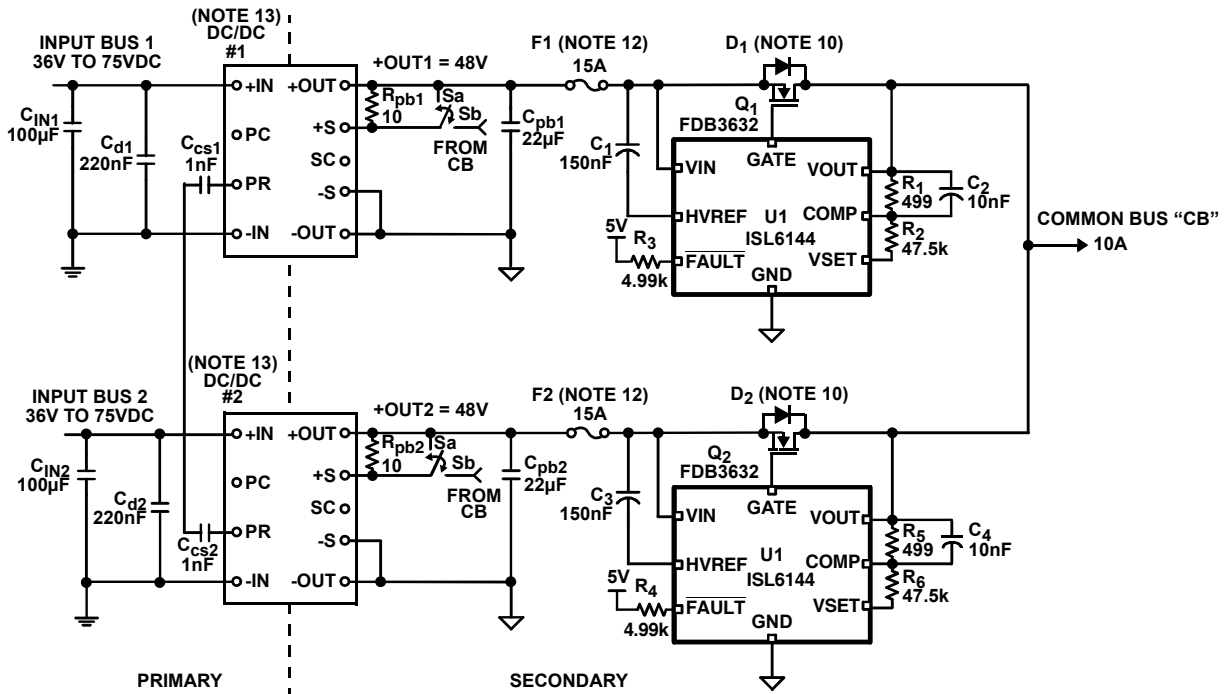 (NOTE 13)
DC/DC
#1
INPUT BUS 1
36V TO 75VDC
+OUT1 = 48V
F1 (NOTE 12)
15A
D1 (NOTE 10)
CIN1
100µF
Cd1
220nF
Ccs1
1nF
+IN
PC
PR
-IN
+OUT
+S
SC
-S
-OUT
Rpb1
10
Sa
Sb
FROM
CB
Cpb1
22µF
C1
150nF
Q1
FDB3632
GATE
VIN
HVREF
U1
ISL6144
FAULT
GND
VOUT
COMP
VSET
5V
R3
4.99k
R1
499
C2
10nF
R2
47.5k
COMMON BUS “CB”
10A
(NOTE 13)
DC/DC
#2
INPUT BUS 2
36V TO 75VDC
+OUT2 = 48V
F2 (NOTE 12)
15A
D2 (NOTE 10)
CIN2
100µF
Cd2
220nF
Ccs2
1nF
+IN
PC
PR
-IN
+OUT
+S
SC
-S
-OUT
Rpb2
10
Sa
Sb
FROM
CB
Cpb2
22µF
C3
150nF
Q2
FDB3632
GATE
VIN
HVREF
U1
ISL6144
FAULT
GND
VOUT
COMP
VSET
5V
R4
4.99k
R5
499
C4
10nF
R6
47.5k
PRIMARY
SECONDARY